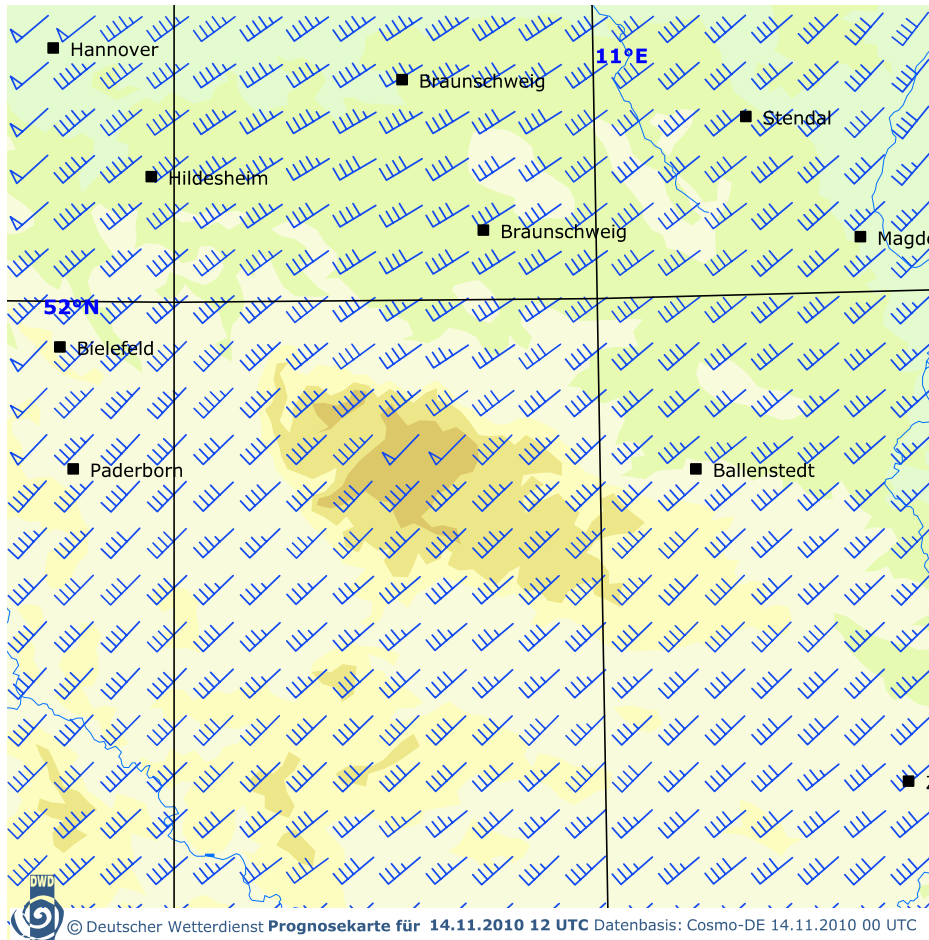 Hannover
11°E
Braunschweig
Stendal
Hildesheim
Braunschweig
Magde
52°N
Bielefeld
Paderborn
Ballenstedt
DWD
© Deutscher Wetterdienst Prognosekarte für 14.11.2010 12 UTC Datenbasis: Cosmo-DE 14.11.2010 00 UTC